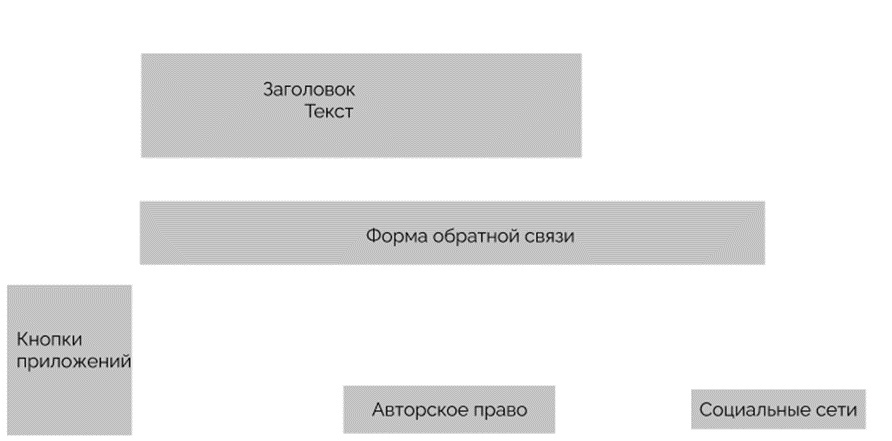 Заголовок
Текст
Форма обратной связи
Кнопки
приложений
Авторское право
Социальные сети